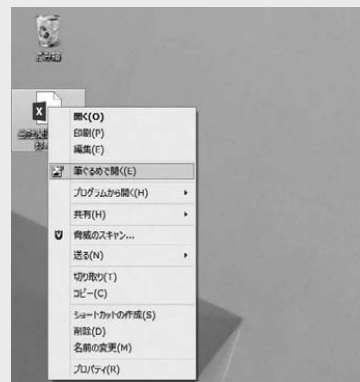 ごみ箱
開く(O)
印刷(P)
編集(E)
筆ぐるめで開く(E)
プログラムから開く(H)
共有(H)
脅威のスキャン...
送る(N)
切り取り(T)
コピー(C)
ショートカットの作成(S)
削除(D)
名前の変更(M)
プロパティ(R)